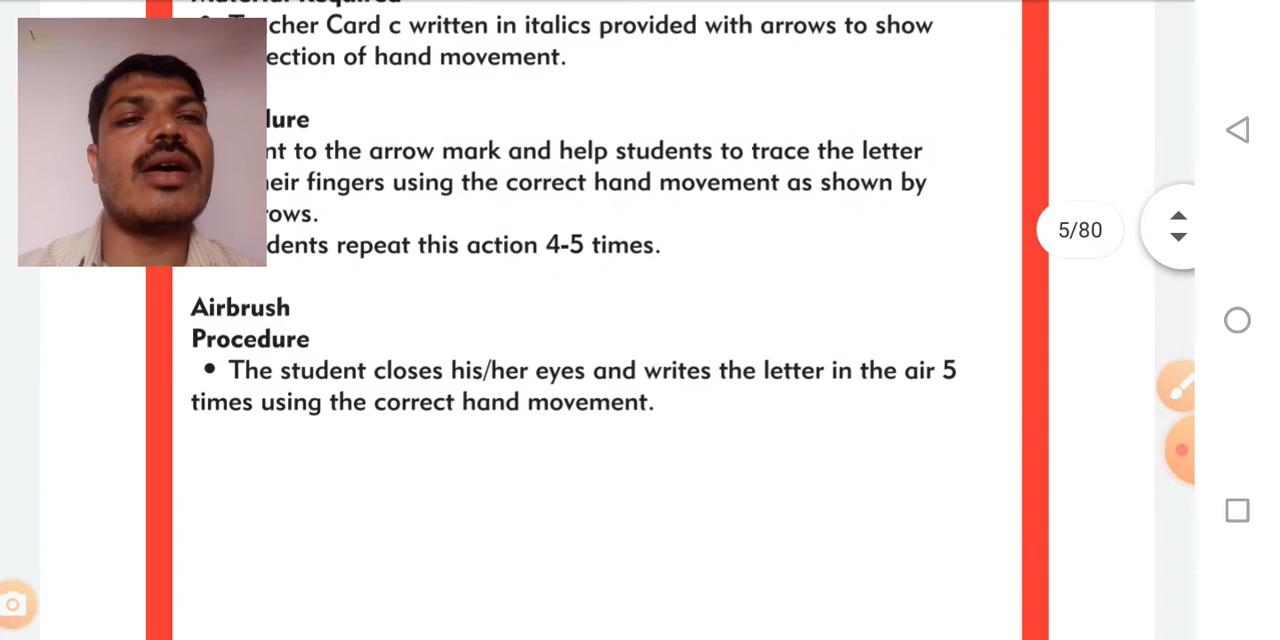 Material Required
cher Card c written in italics provided with arrows to show
ection of hand movement.
lure
nt to the arrow mark and help students to trace the letter
eir fingers using the correct hand movement as shown by
rows.
dents repeat this action 4-5 times.
5/80
Airbrush
Procedure
• The student closes his/her eyes and writes the letter in the air 5
times using the correct hand movement.